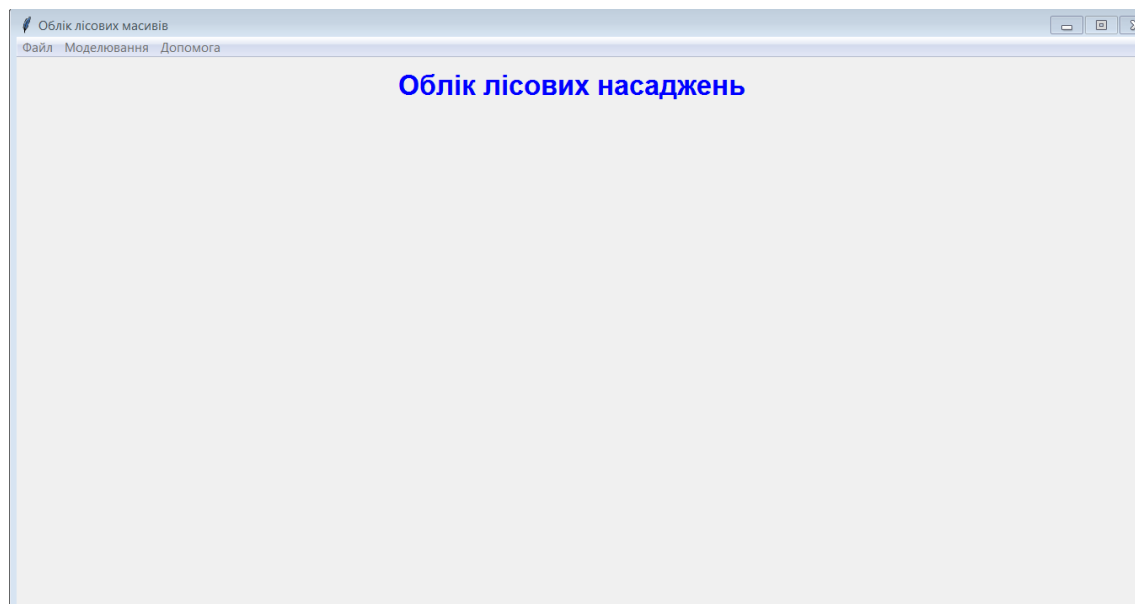 Облік лісових масивів
Файл Моделювання Допомога
Облік лісових насаджень